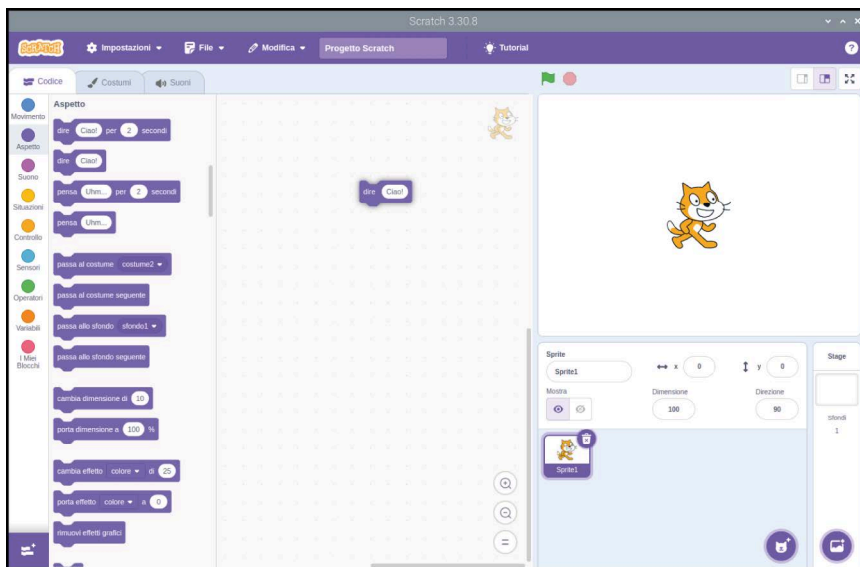 Scratch 3.30.8
SCRATCH Impostazioni File Modifica Progetto Scratch Tutorial ?
Codice Costumi Suoni
Movimento
Aspetto
Suono
Situazioni
Controllo
Sensori
Operatori
Variabili
I Miei
Blocchi
Aspetto
dire Ciao! per 2 secondi
dire Ciao!
pensa Uhm... per 2 secondi
pensa Uhm...
passa al costume costume2
passa al costume seguente
passa allo sfondo sfondo1
passa allo sfondo seguente
cambia dimensione di 10
porta dimensione a 100 %
cambia effetto colore di 25
porta effetto colore a 0
rimuovi effetti grafici
dire Ciao!
Sprite
Sprite1 x 0 y 0
Mostra Dimensione Direzione
100 90
Sprite1
Stage
Sfondi
1